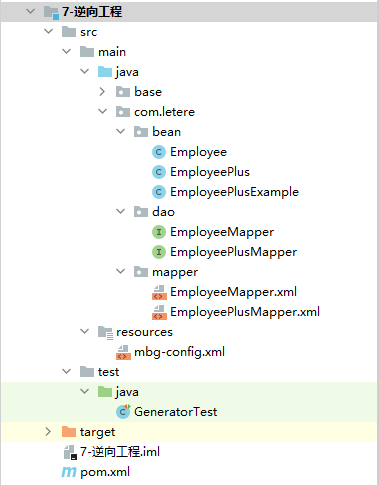 7-逆向工程
src
main
java
base
com.letere
bean
Employee
EmployeePlus
EmployeePlusExample
dao
EmployeeMapper
EmployeePlusMapper
mapper
EmployeeMapper.xml
EmployeePlusMapper.xml
resources
mbg-config.xml
test
java
GeneratorTest
target
7-逆向工程.iml
pom.xml